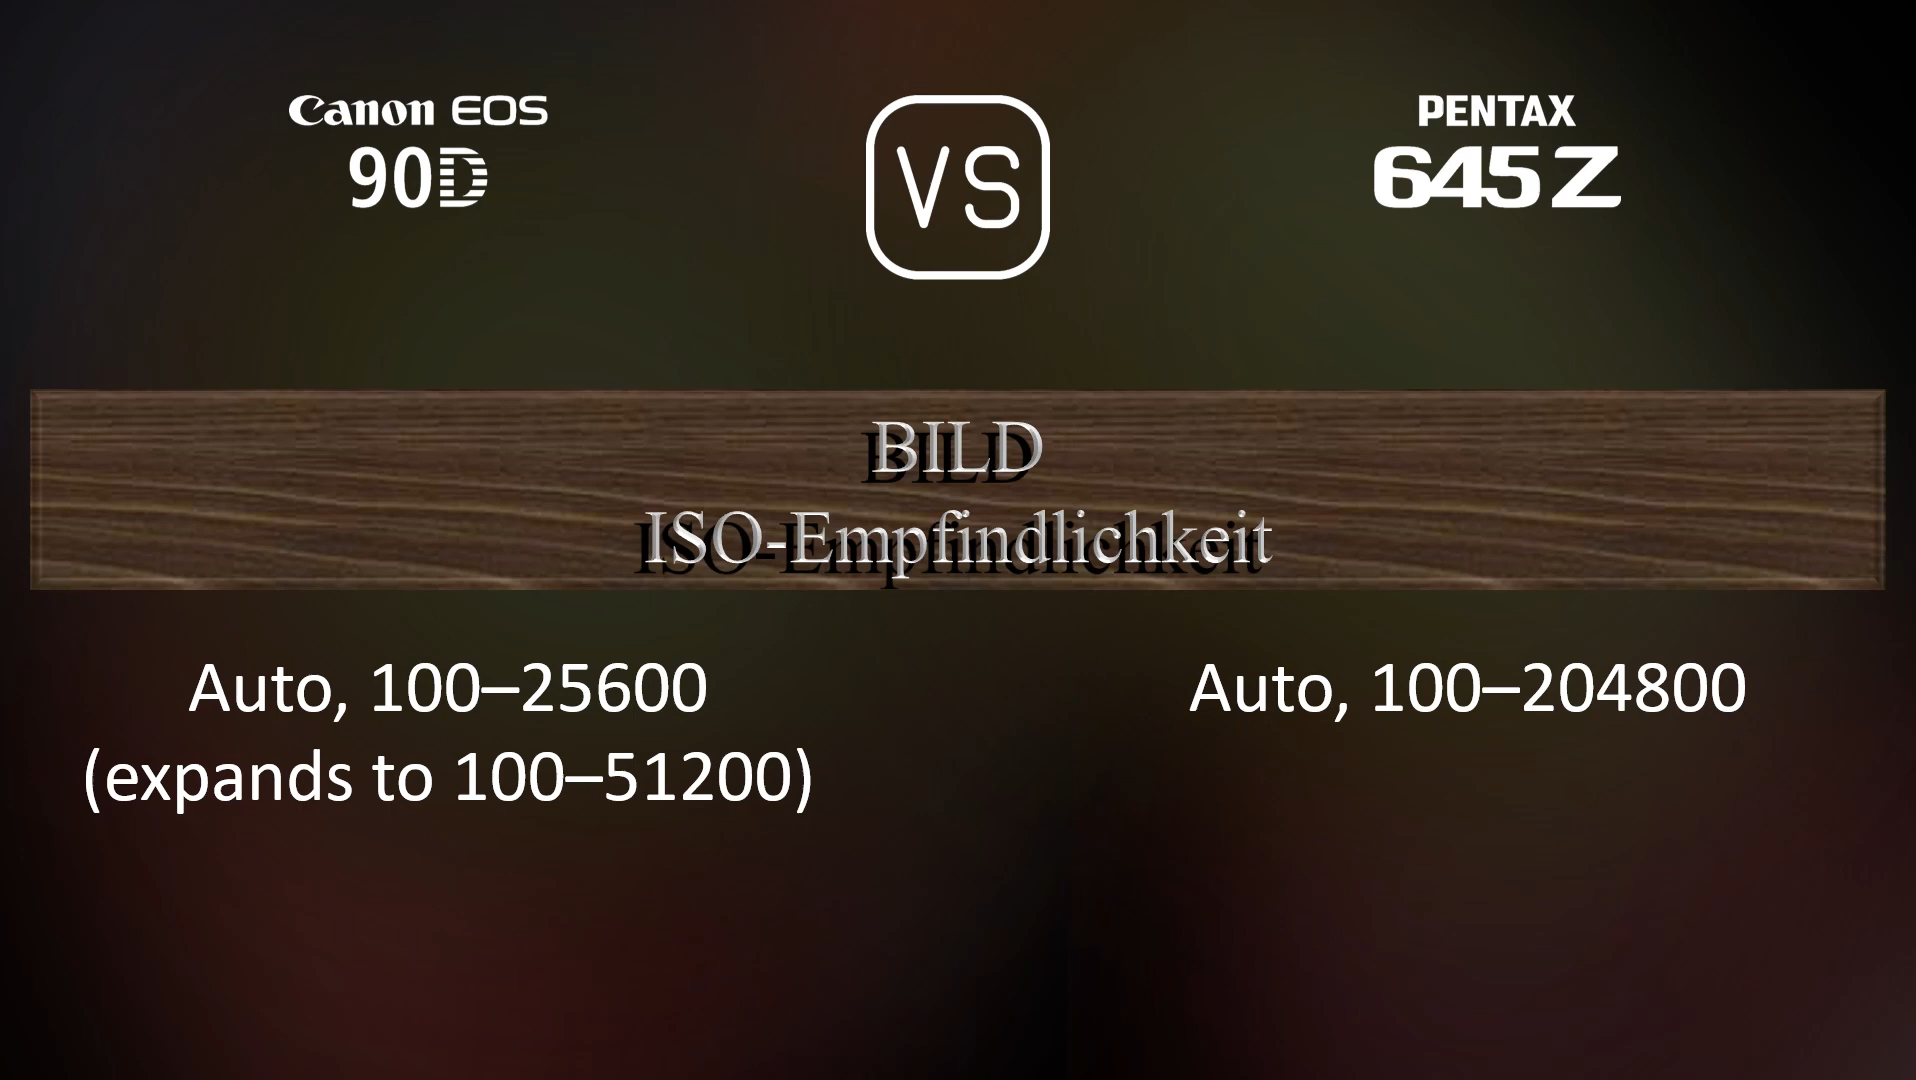 Canon EOS
90D
VS
PENTAX
645Z
BILD
ISO-Empfindlichkeit
Auto, 100–25600
(expands to 100–51200)
Auto, 100–204800